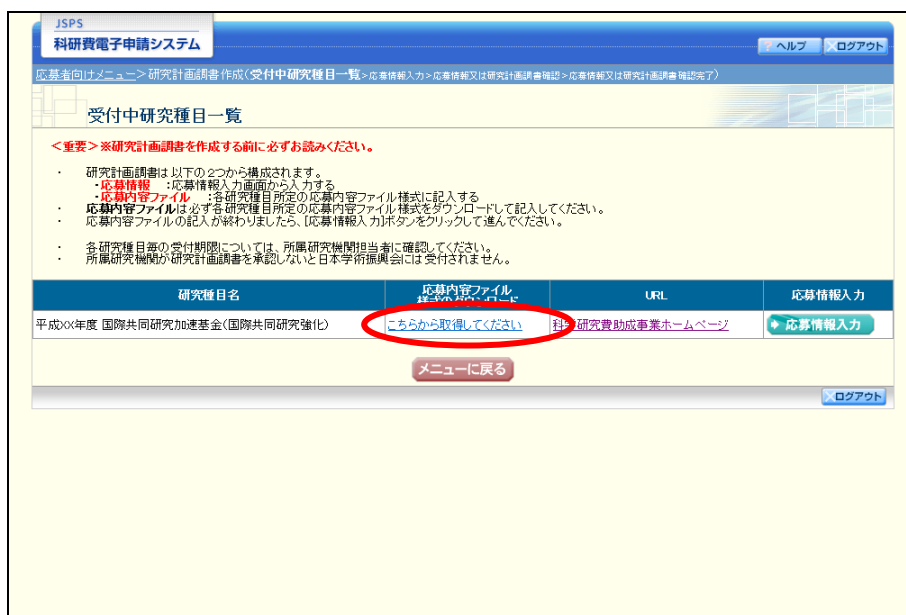 JSPS
科研費電子申請システム
? ヘルプ
×ログアウト
応募者向けメニュー>研究計画調書作成(受付中研究種目一覧>応募情報入力>応募情報又は研究計画調書確認>応募情報又は研究計画調書確認完了)
受付中研究種目一覧
<重要>※研究計画調書を作成する前に必ずお読みください。
・ 研究計画調書は以下の2つから構成されます。
・応募情報 :応募情報入力画面から入力する
・応募内容ファイル :各研究種目所定の応募内容ファイル様式に記入する
・ 応募内容ファイルは必ず各研究種目所定の応募内容ファイル様式をダウンロードして記入してください。
応募内容ファイルの記入が終わりましたら、[応募情報入力]ボタンをクリックして進んでください。
・ 各研究種目毎の受付期限については、所属研究機関担当者に確認してください。
・ 所属研究機関が研究計画調書を承認しないと日本学術振興会には受付されません。
研究種目名
応募内容ファイル
様式のダウンロード
URL
応募情報入力
平成XX年度 国際共同研究加速基金(国際共同研究強化)
こちらから取得してください
科学研究費助成事業ホームページ
応募情報入力
メニューに戻る
×ログアウト